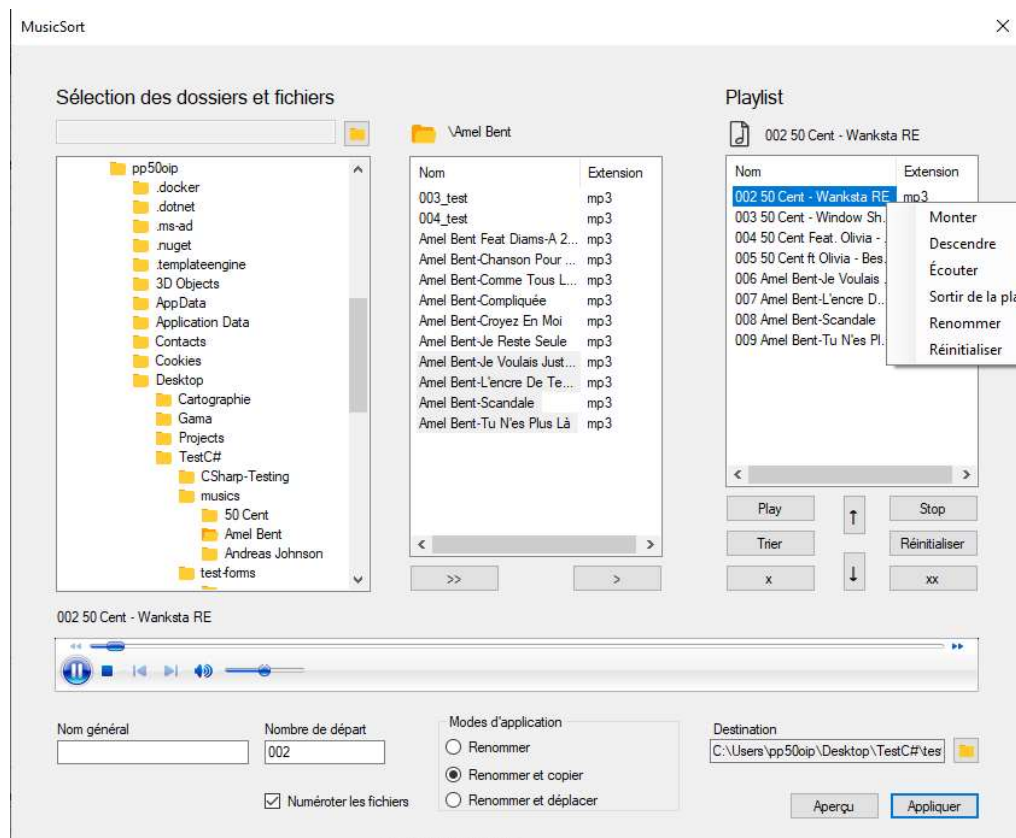 MusicSort
Sélection des dossiers et fichiers
pp50oip
.docker
.dotnet
.ms-ad
.nuget
.templateengine
3D Objects
AppData
Application Data
Contacts
Cookies
Desktop
Cartographie
Gama
Projects
TestC#
CSharp-Testing
musics
50 Cent
Amel Bent
Andreas Johnson
test-forms
\Amel Bent
Nom Extension
003_test mp3
004_test mp3
Amel Bent Feat Diams-A 2... mp3
Amel Bent-Chanson Pour ... mp3
Amel Bent-Comme Tous L... mp3
Amel Bent-Compliquée mp3
Amel Bent-Croyez En Moi mp3
Amel Bent-Je Reste Seule mp3
Amel Bent-Je Voulais Just... mp3
Amel Bent-L'encre De Te... mp3
Amel Bent-Scandale mp3
Amel Bent-Tu N'es Plus Là mp3
>> >
Playlist
002 50 Cent - Wanksta RE
Nom Extension
002 50 Cent - Wanksta RE mp3
003 50 Cent - Window Sh.
004 50 Cent Feat. Olivia - .
005 50 Cent ft Olivia - Bes.
006 Amel Bent-Je Voulais .
007 Amel Bent-L'encre D..
008 Amel Bent-Scandale
009 Amel Bent-Tu N'es Pl.
Monter
Descendre
Écouter
Sortir de la pla
Renommer
Réinitialiser
Play ↑ Stop
Trier Réinitialiser
x ↓ xx
002 50 Cent - Wanksta RE
Nom général
Nombre de départ
002
Numéroter les fichiers
Modes d'application
Renommer
Renommer et copier
Renommer et déplacer
Destination
C:\Users\pp50oip\Desktop\TestC#\tes
Aperçu Appliquer